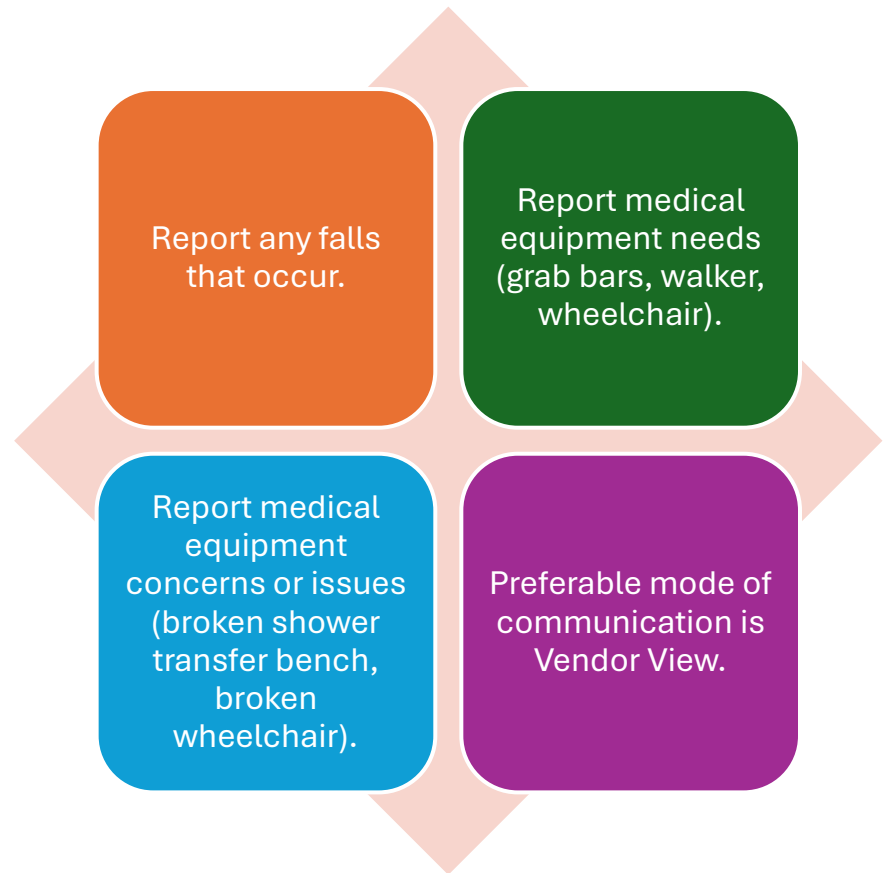 Report any falls
that occur.
Report medical
equipment needs
(grab bars, walker,
wheelchair).
Report medical
equipment
concerns or issues
(broken shower
transfer bench,
broken
wheelchair).
Preferable mode of
communication is
Vendor View.